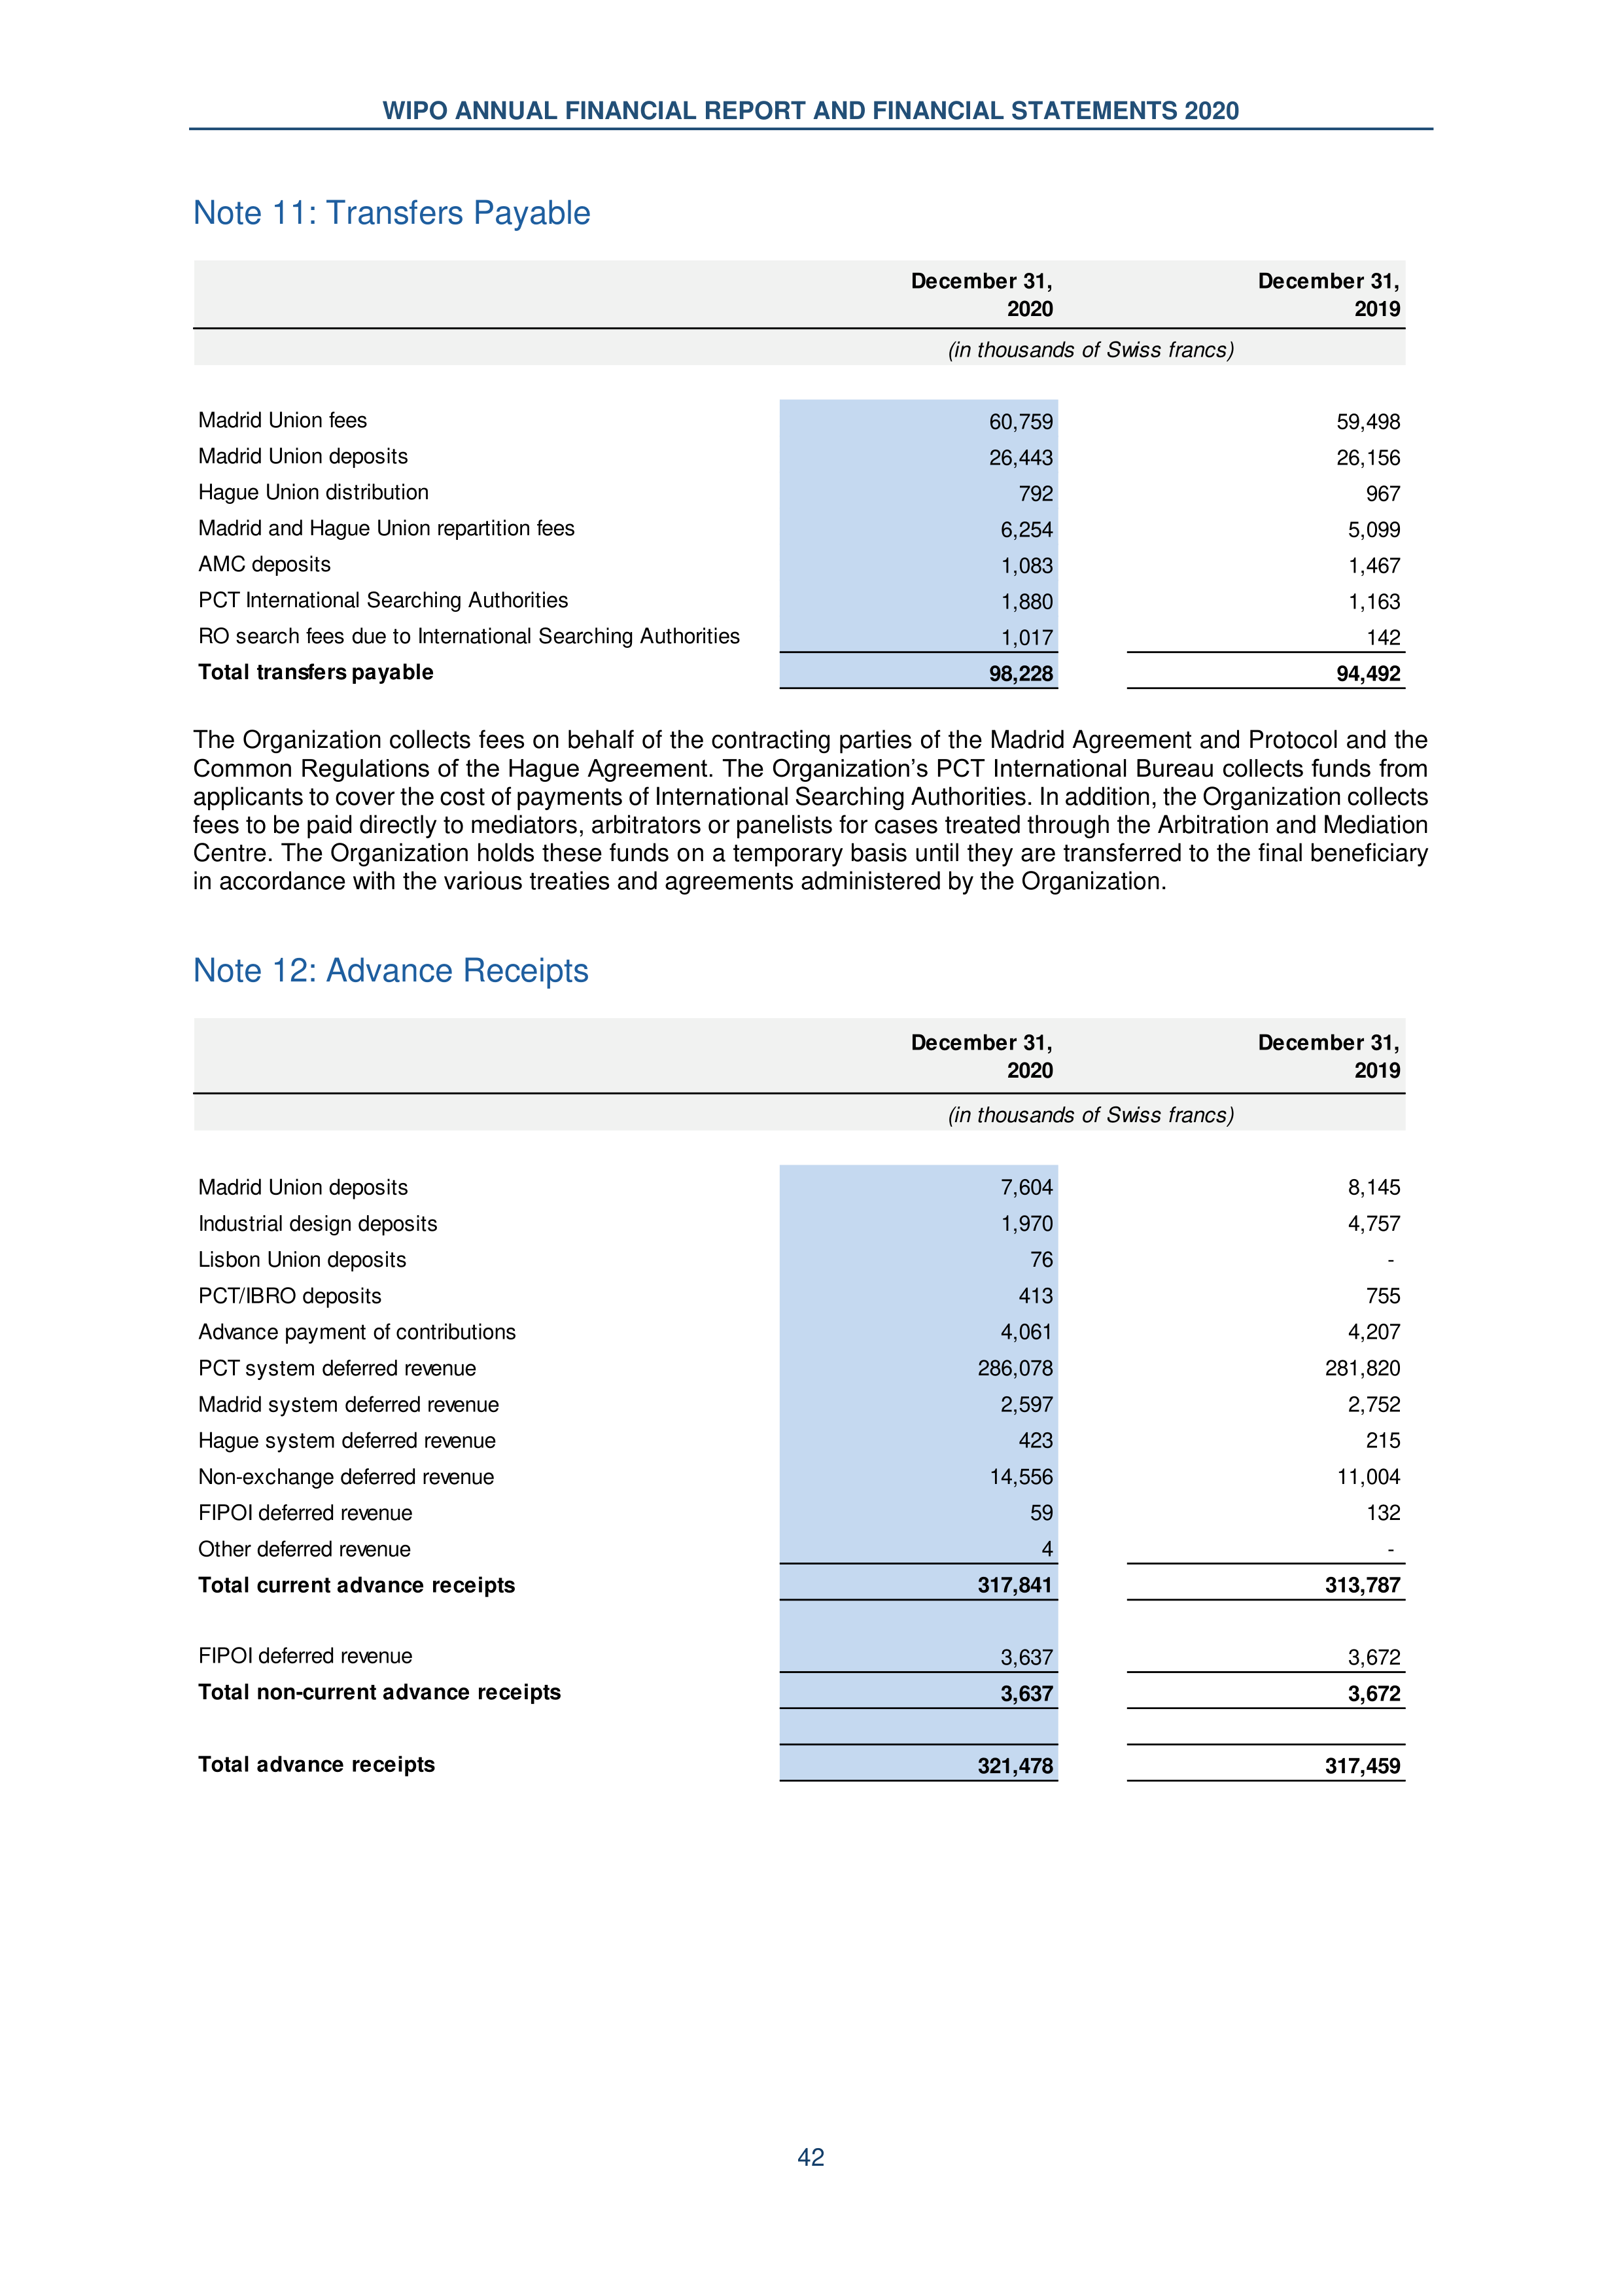 WIPO ANNUAL FINANCIAL REPORT AND FINANCIAL STATEMENTS 2020
Note 11: Transfers Payable
December 31, 2020 December 31, 2019
(in thousands of Swiss francs)
Madrid Union fees 60,759 59,498
Madrid Union deposits 26,443 26,156
Hague Union distribution 792 967
Madrid and Hague Union repartition fees 6,254 5,099
AMC deposits 1,083 1,467
PCT International Searching Authorities 1,880 1,163
RO search fees due to International Searching Authorities 1,017 142
Total transfers payable 98,228 94,492
The Organization collects fees on behalf of the contracting parties of the Madrid Agreement and Protocol and the
Common Regulations of the Hague Agreement. The Organization’s PCT International Bureau collects funds from
applicants to cover the cost of payments of International Searching Authorities. In addition, the Organization collects
fees to be paid directly to mediators, arbitrators or panelists for cases treated through the Arbitration and Mediation
Centre. The Organization holds these funds on a temporary basis until they are transferred to the final beneficiary
in accordance with the various treaties and agreements administered by the Organization.
Note 12: Advance Receipts
December 31, 2020 December 31, 2019
(in thousands of Swiss francs)
Madrid Union deposits 7,604 8,145
Industrial design deposits 1,970 4,757
Lisbon Union deposits 76 -
PCT/IBRO deposits 413 755
Advance payment of contributions 4,061 4,207
PCT system deferred revenue 286,078 281,820
Madrid system deferred revenue 2,597 2,752
Hague system deferred revenue 423 215
Non-exchange deferred revenue 14,556 11,004
FIPOI deferred revenue 59 132
Other deferred revenue 4 -
Total current advance receipts 317,841 313,787
FIPOI deferred revenue 3,637 3,672
Total non-current advance receipts 3,637 3,672
Total advance receipts 321,478 317,459
42